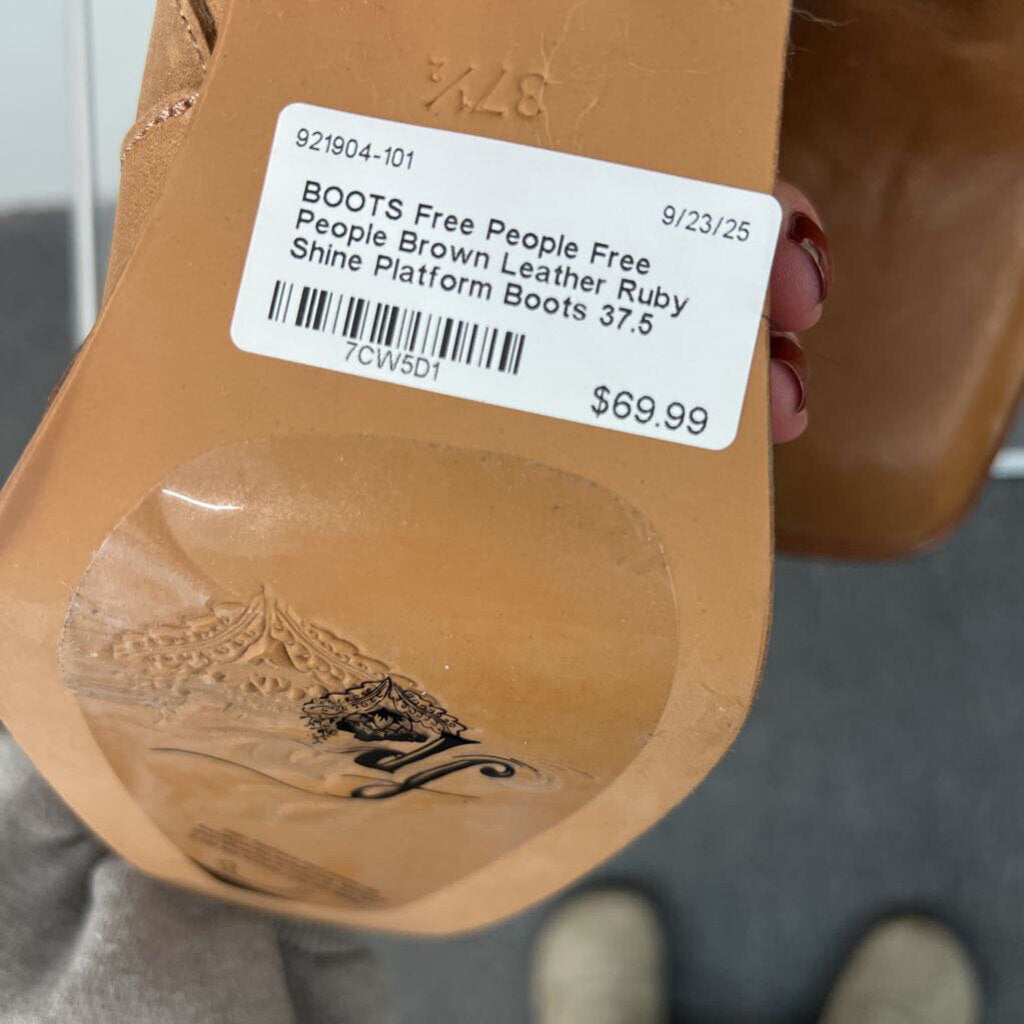 37½
921904-101
9/23/25
BOOTS Free People Free
People Brown Leather Ruby
Shine Platform Boots 37.5
7CW5D1
$69.99